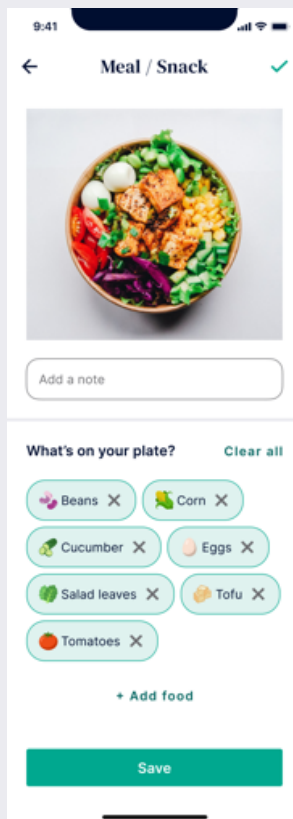 9:41
Meal / Snack
Add a note
What's on your plate?
Clear all
Beans
Corn
Cucumber
Eggs
Salad leaves
Tofu
Tomatoes
+ Add food
Save